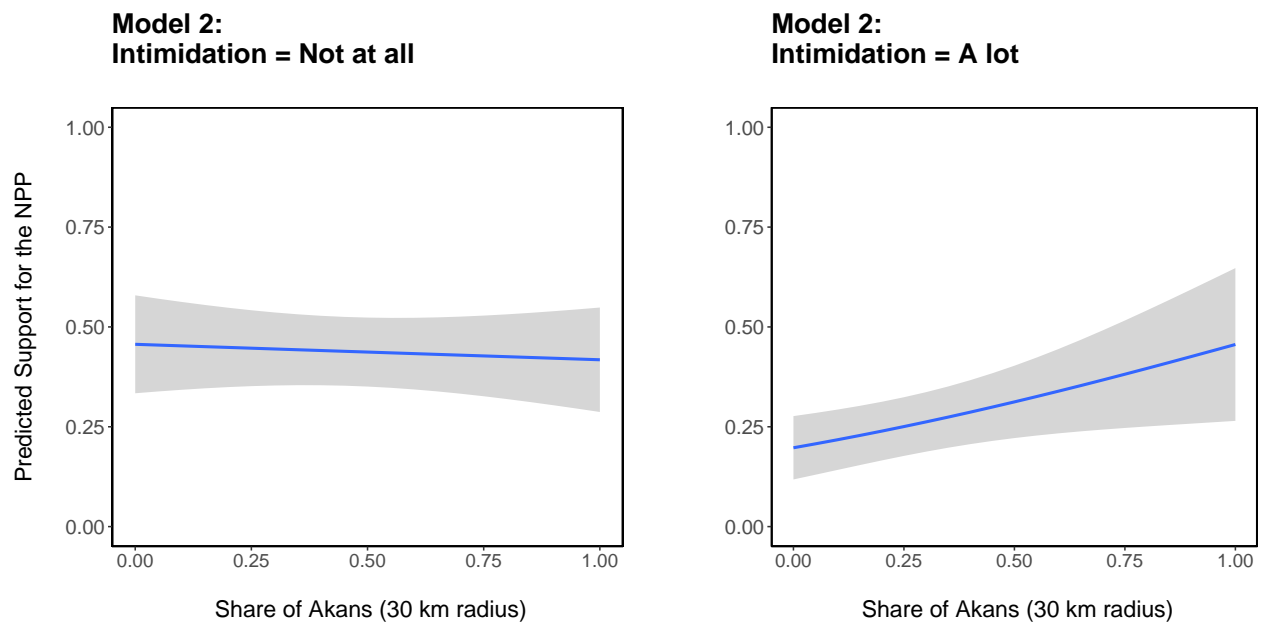 Model 2:
Intimidation = Not at all
Predicted Support for the NPP
1.00
0.75
0.50
0.25
0.00
0.00 0.25 0.50 0.75 1.00
Share of Akans (30 km radius)
Model 2:
Intimidation = A lot
1.00
0.75
0.50
0.25
0.00
0.00 0.25 0.50 0.75 1.00
Share of Akans (30 km radius)